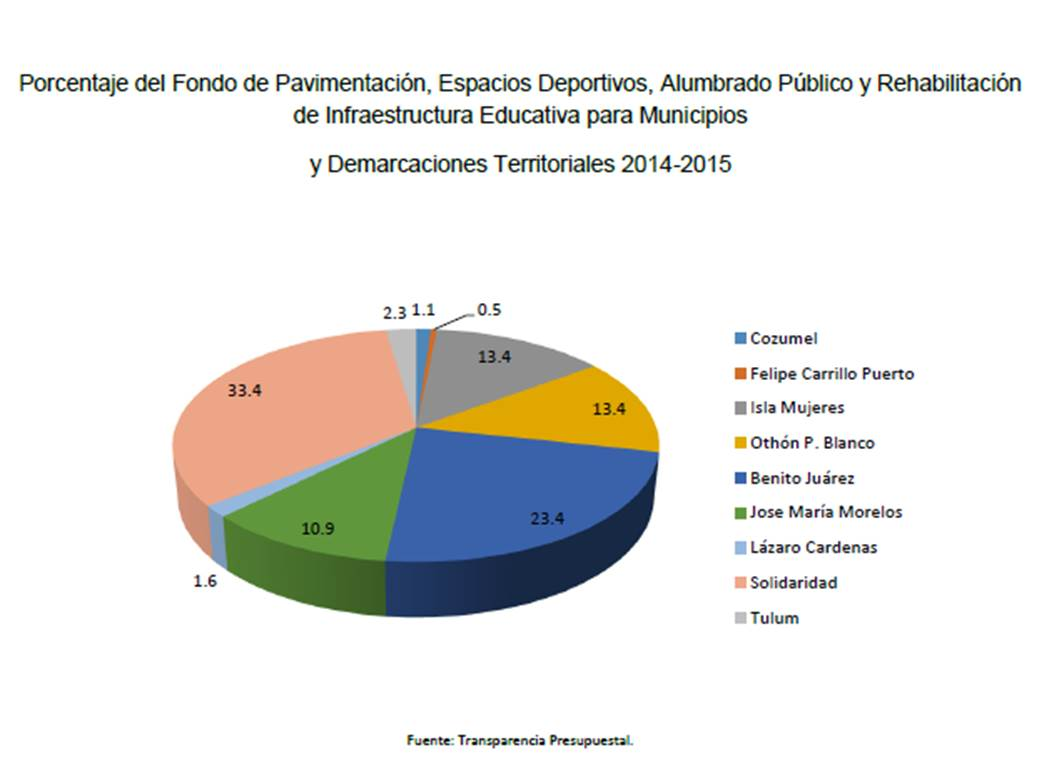 Porcentaje del Fondo de Pavimentación, Espacios Deportivos, Alumbrado Público y Rehabilitación
de Infraestructura Educativa para Municipios
y Demarcaciones Territoriales 2014-2015
2.3
1.1
0.5
13.4
13.4
33.4
23.4
10.9
1.6
Cozumel
Felipe Carrillo Puerto
Isla Mujeres
Othón P. Blanco
Benito Juárez
Jose María Morelos
Lázaro Cardenas
Solidaridad
Tulum
Fuente: Transparencia Presupuestal.